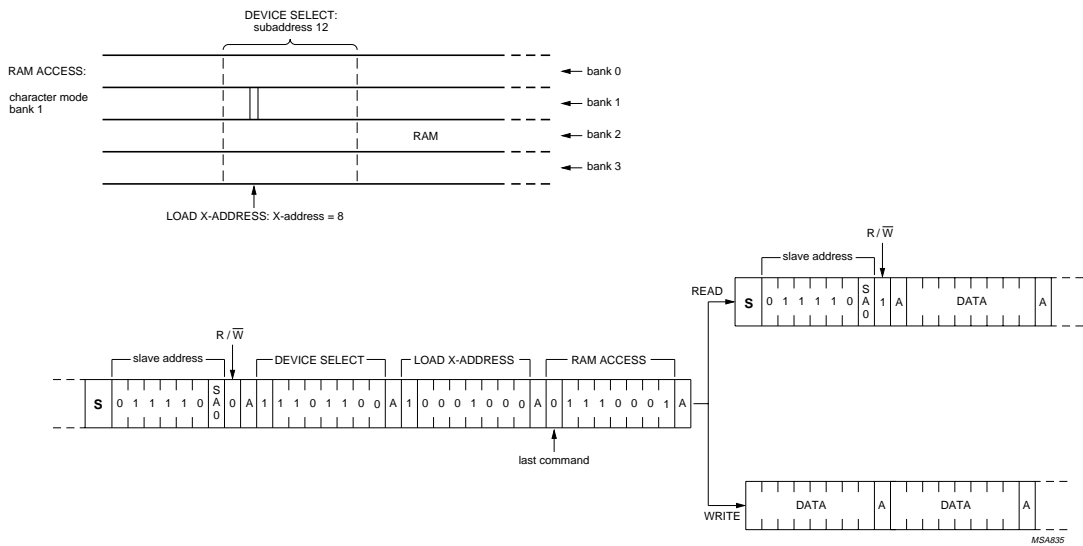 DEVICE SELECT:
subaddress 12
RAM ACCESS:
bank 0
character mode
bank 1
bank 1
RAM
bank 2
bank 3
LOAD X-ADDRESS: X-address = 8
R / W
slave address
READ
S 0 1 1 1 1 0 SA0 1 A DATA A
R / W
slave address DEVICE SELECT LOAD X-ADDRESS RAM ACCESS
S 0 1 1 1 1 0 SA0 0 A 1 1 1 0 1 1 0 0 A 1 0 0 0 1 0 0 0 A 0 1 1 1 0 0 0 1 A
last command
WRITE
DATA A DATA A
MSA835